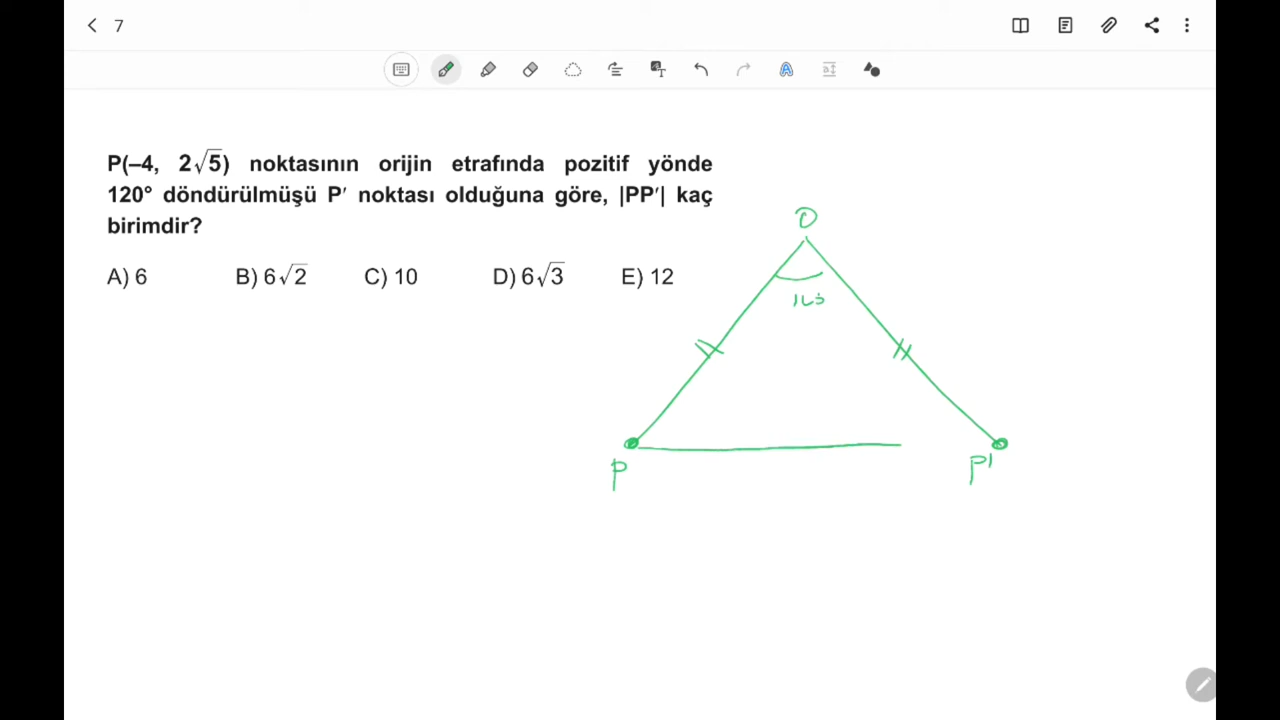 7
P(–4, 2√5) noktasının orijin etrafında pozitif yönde
120° döndürülmüşü P′ noktası olduğuna göre, |PP′| kaç
birimdir?
A) 6 B) 6√2 C) 10 D) 6√3 E) 12
O
P
P'